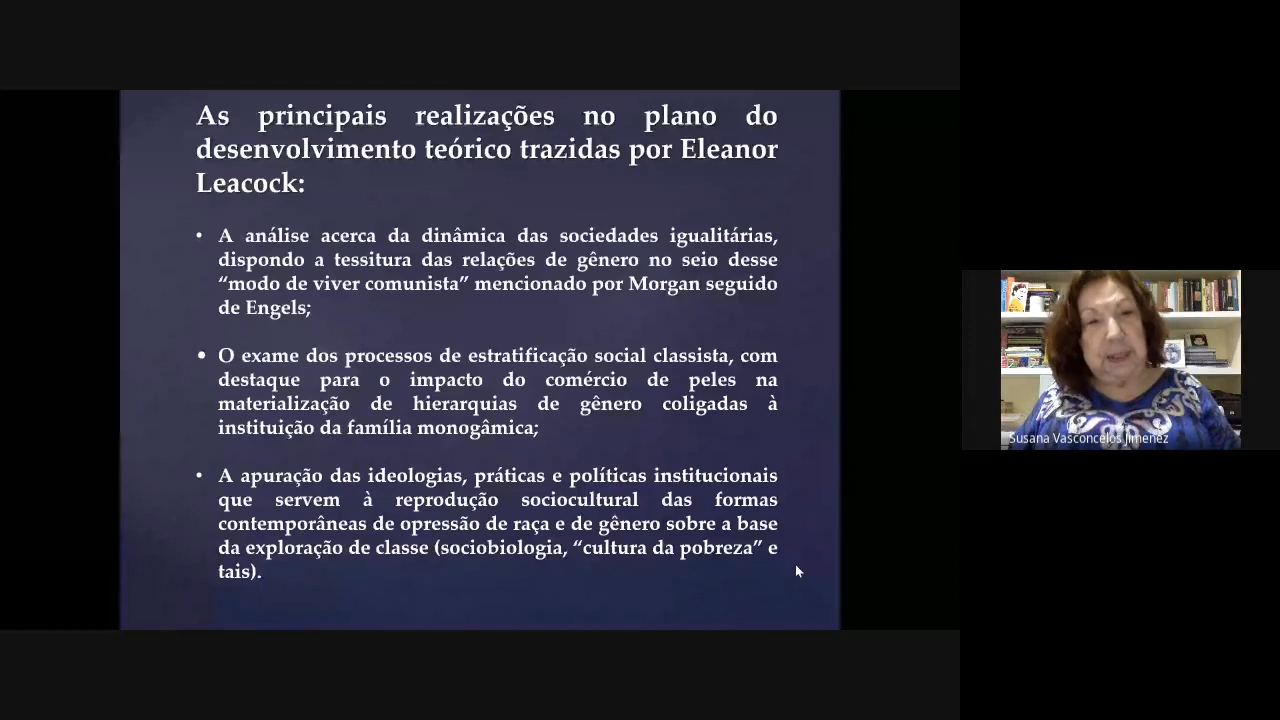 As principais realizações no plano do
desenvolvimento teórico trazidas por Eleanor
Leacock:
• A análise acerca da dinâmica das sociedades igualitárias,
dispondo a tessitura das relações de gênero no seio desse
“modo de viver comunista” mencionado por Morgan seguido
de Engels;
• O exame dos processos de estratificação social classista, com
destaque para o impacto do comércio de peles na
materialização de hierarquias de gênero coligadas à
instituição da família monogâmica;
• A apuração das ideologias, práticas e políticas institucionais
que servem à reprodução sociocultural das formas
contemporâneas de opressão de raça e de gênero sobre a base
da exploração de classe (sociobiologia, “cultura da pobreza” e
tais).
Susana Vasconcelos Jimenez